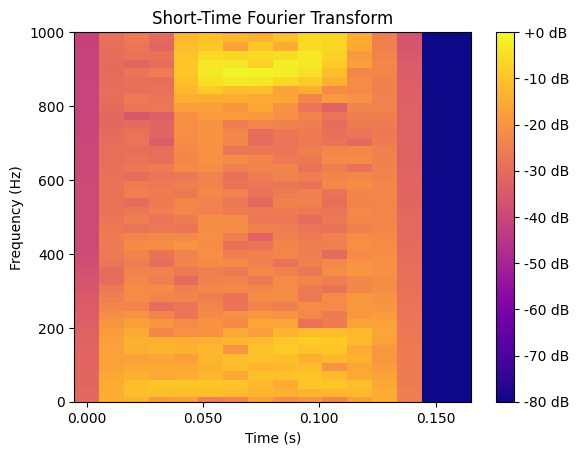 Short-Time Fourier Transform
1000
800
600
400
200
0
Frequency (Hz)
0.000
0.050
0.100
0.150
Time (s)
+0 dB
-10 dB
-20 dB
-30 dB
-40 dB
-50 dB
-60 dB
-70 dB
-80 dB